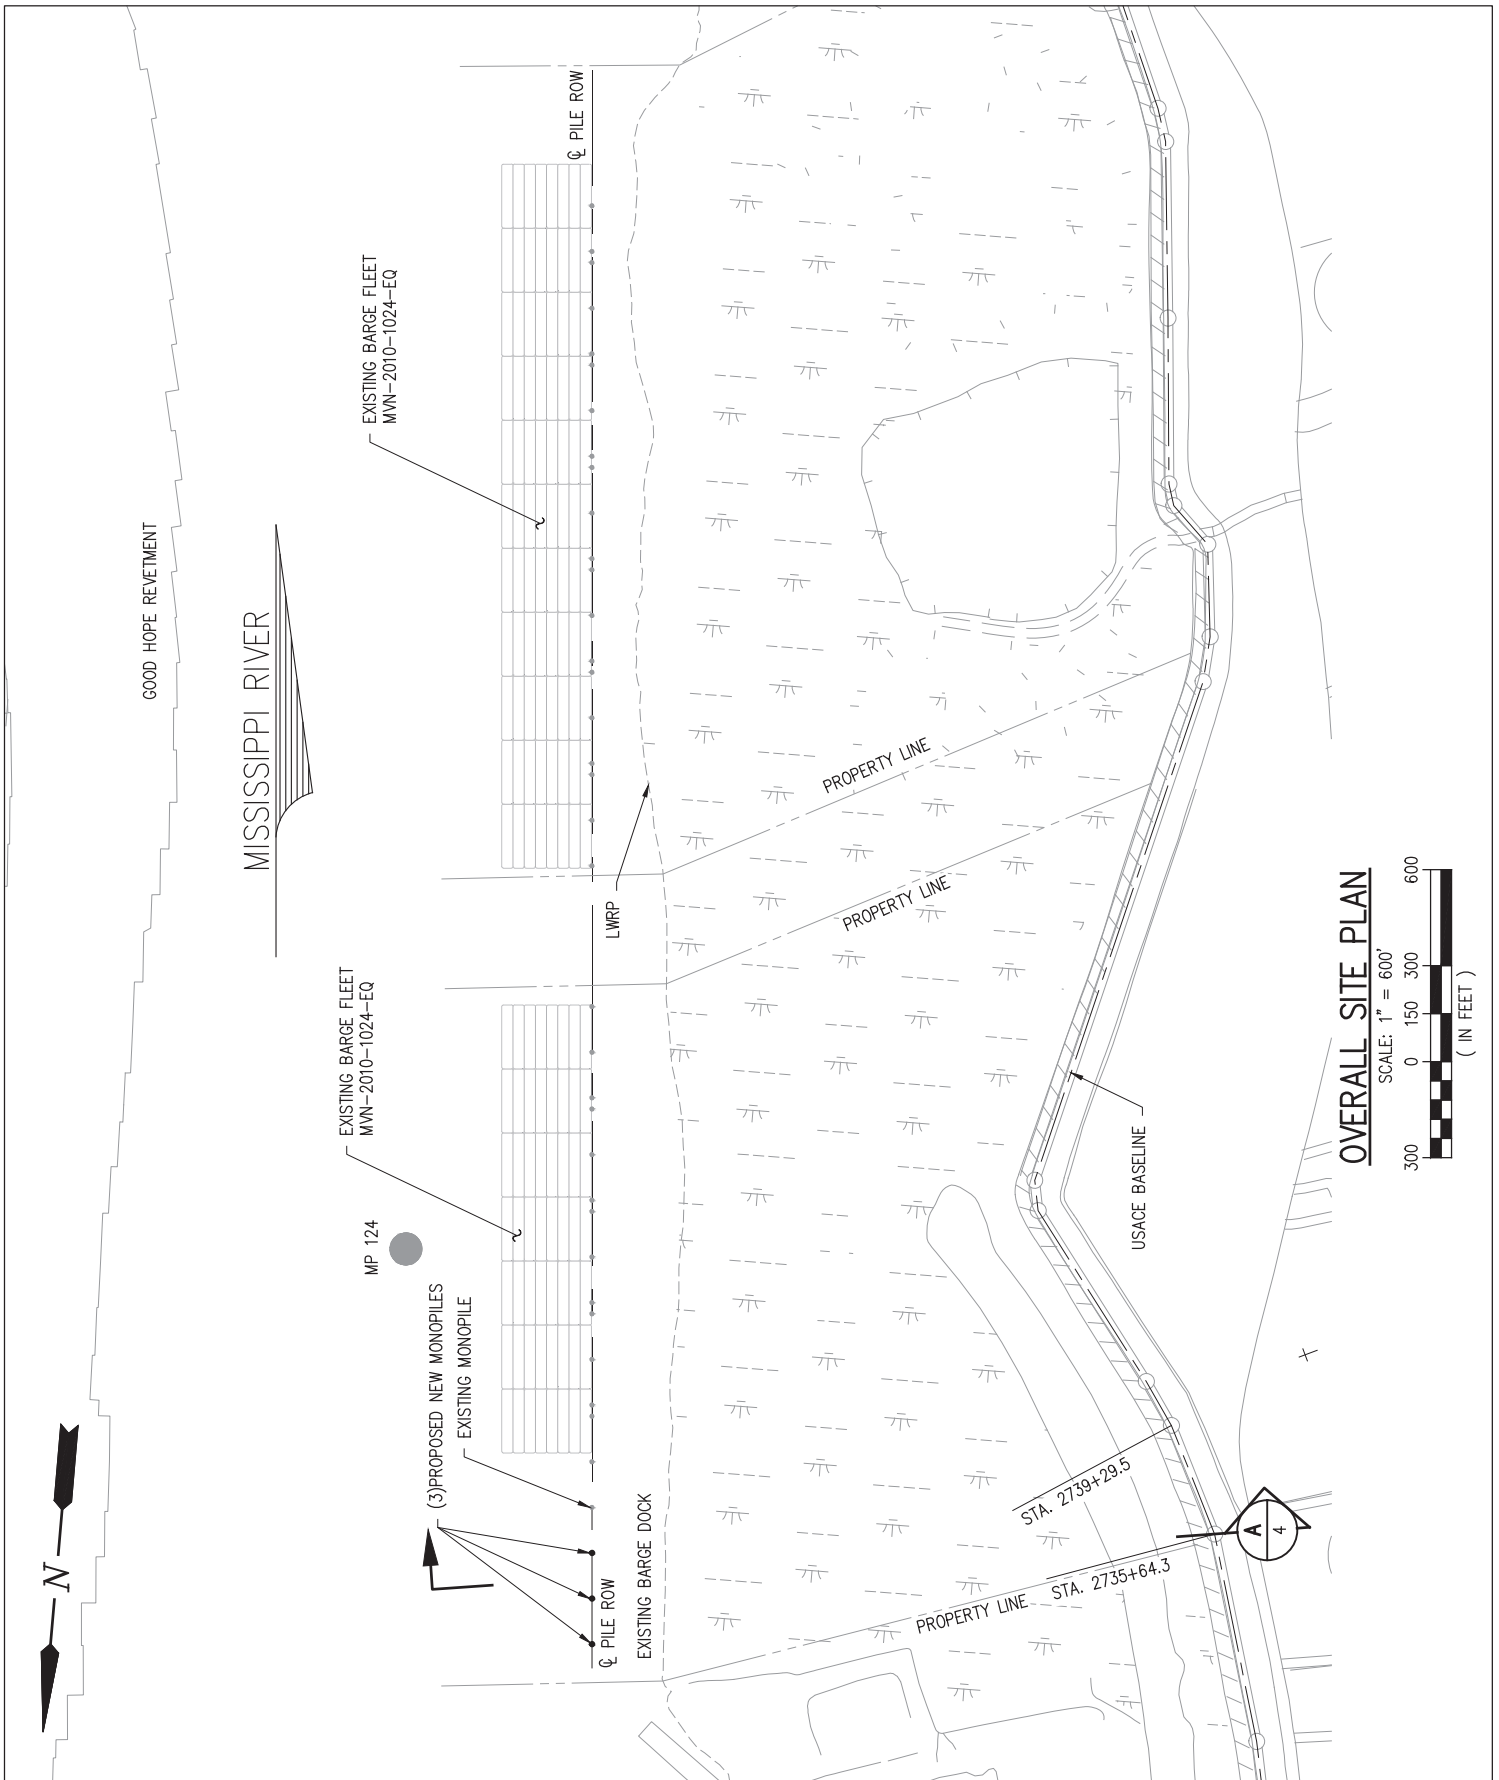 GOOD HOPE REVETMENT
MISSISSIPPI RIVER
N
EXISTING BARGE FLEET
MVN-2010-1024-EQ
EXISTING BARGE FLEET
MVN-2010-1024-EQ
MP 124
(3)PROPOSED NEW MONOPILES
EXISTING MONOPILE
℄ PILE ROW
℄ PILE ROW
LWRP
EXISTING BARGE DOCK
PROPERTY LINE
PROPERTY LINE
PROPERTY LINE
STA. 2739+29.5
STA. 2735+64.3
USACE BASELINE
A
4
OVERALL SITE PLAN
SCALE: 1" = 600'
300 0 150 300 600
( IN FEET )